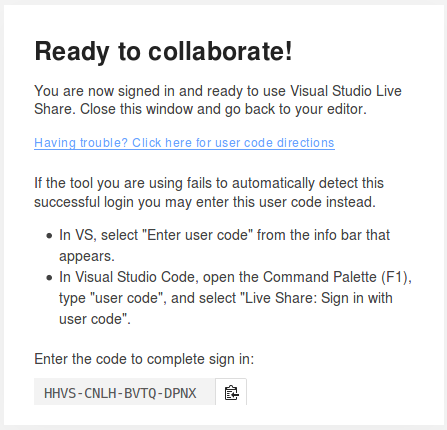 Ready to collaborate!
You are now signed in and ready to use Visual Studio Live
Share. Close this window and go back to your editor.
Having trouble? Click here for user code directions
If the tool you are using fails to automatically detect this
successful login you may enter this user code instead.
• In VS, select "Enter user code" from the info bar that
appears.
• In Visual Studio Code, open the Command Palette (F1),
type "user code", and select "Live Share: Sign in with
user code".
Enter the code to complete sign in:
HHVS-CNLH-BVTQ-DPNX